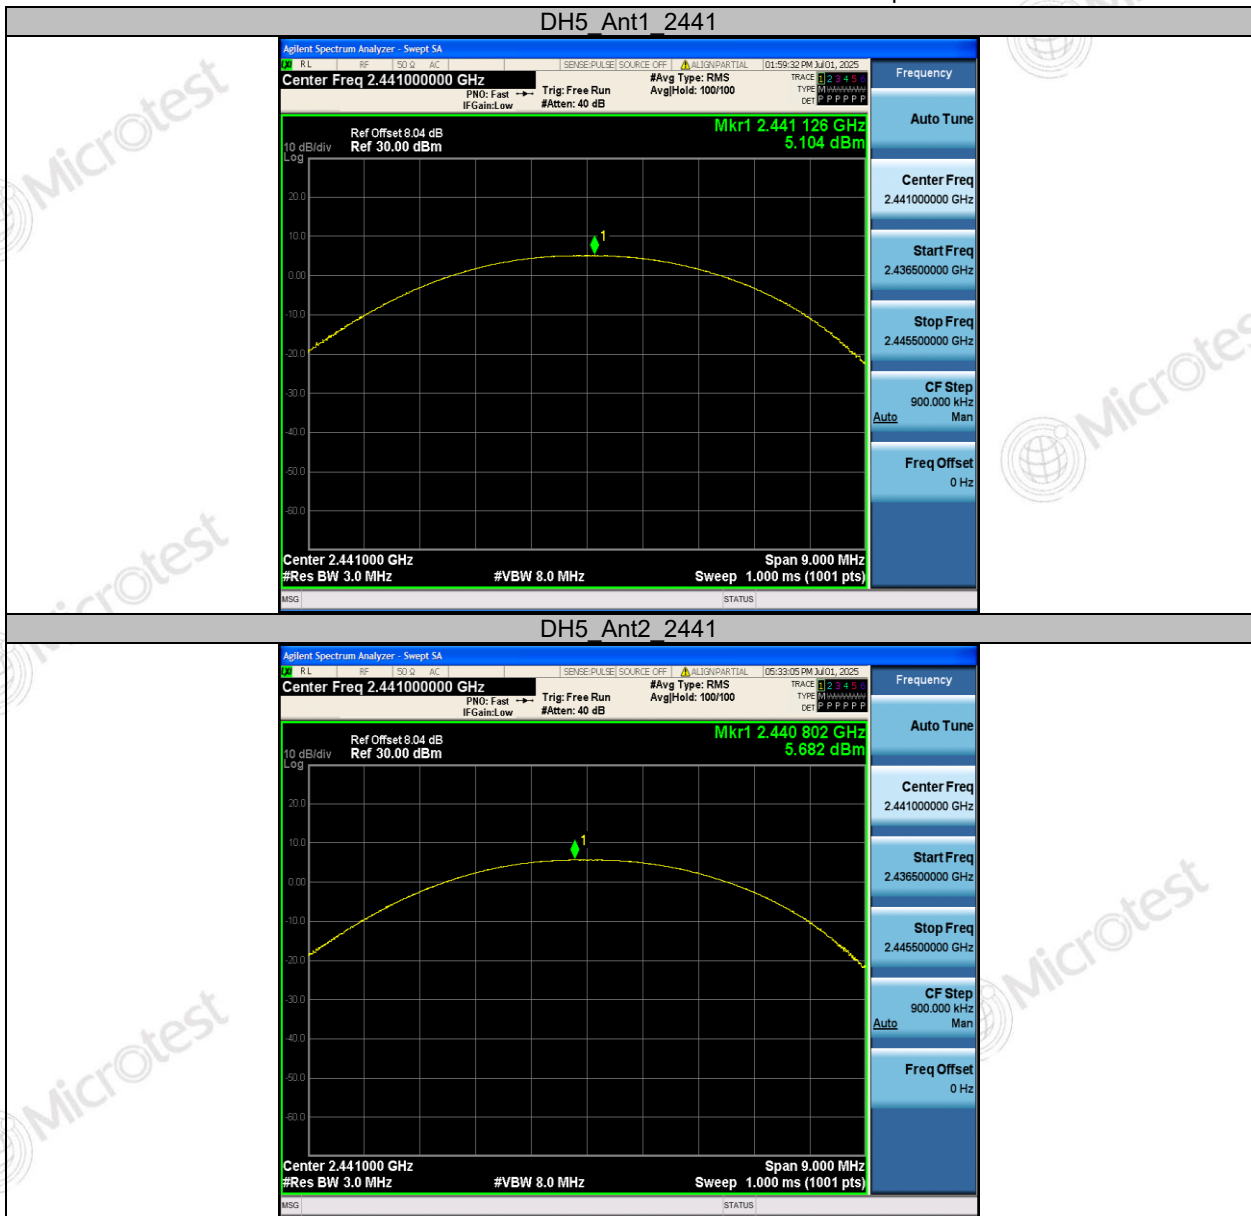 DH5_Ant1_2441
Agilent Spectrum Analyzer - Swept SA
RL RF 50 Ω AC SENSE:PULSE SOURCE OFF ALIGNPARTIAL 01:59:32 PM Jul 01, 2025
Center Freq 2.441000000 GHz
#Avg Type: RMS
TRACE 1 2 3 4 5 6
PNO: Fast Trig: Free Run Avg|Hold: 100/100
TYPE M
IFGain:Low #Atten: 40 dB
DET P P P P P P
Frequency
Mkr1 2.441 126 GHz
5.104 dBm
Ref Offset 8.04 dB
10 dB/div Ref 30.00 dBm
Log
20.0
10.0
0.00
-10.0
-20.0
-30.0
-40.0
-50.0
-60.0
1
Center 2.441000 GHz Span 9.000 MHz
#Res BW 3.0 MHz #VBW 8.0 MHz Sweep 1.000 ms (1001 pts)
MSG STATUS
Auto Tune
Center Freq
2.441000000 GHz
Start Freq
2.436500000 GHz
Stop Freq
2.445500000 GHz
CF Step
900.000 kHz
Auto Man
Freq Offset
0 Hz
DH5_Ant2_2441
Agilent Spectrum Analyzer - Swept SA
RL RF 50 Ω AC SENSE:PULSE SOURCE OFF ALIGNPARTIAL 05:33:05 PM Jul 01, 2025
Center Freq 2.441000000 GHz
#Avg Type: RMS
TRACE 1 2 3 4 5 6
PNO: Fast Trig: Free Run Avg|Hold: 100/100
TYPE M
IFGain:Low #Atten: 40 dB
DET P P P P P P
Frequency
Mkr1 2.440 802 GHz
5.682 dBm
Ref Offset 8.04 dB
10 dB/div Ref 30.00 dBm
Log
20.0
10.0
0.00
-10.0
-20.0
-30.0
-40.0
-50.0
-60.0
1
Center 2.441000 GHz Span 9.000 MHz
#Res BW 3.0 MHz #VBW 8.0 MHz Sweep 1.000 ms (1001 pts)
MSG STATUS
Auto Tune
Center Freq
2.441000000 GHz
Start Freq
2.436500000 GHz
Stop Freq
2.445500000 GHz
CF Step
900.000 kHz
Auto Man
Freq Offset
0 Hz
Microtest
Microtest
Microtest
Microtest
Microtest